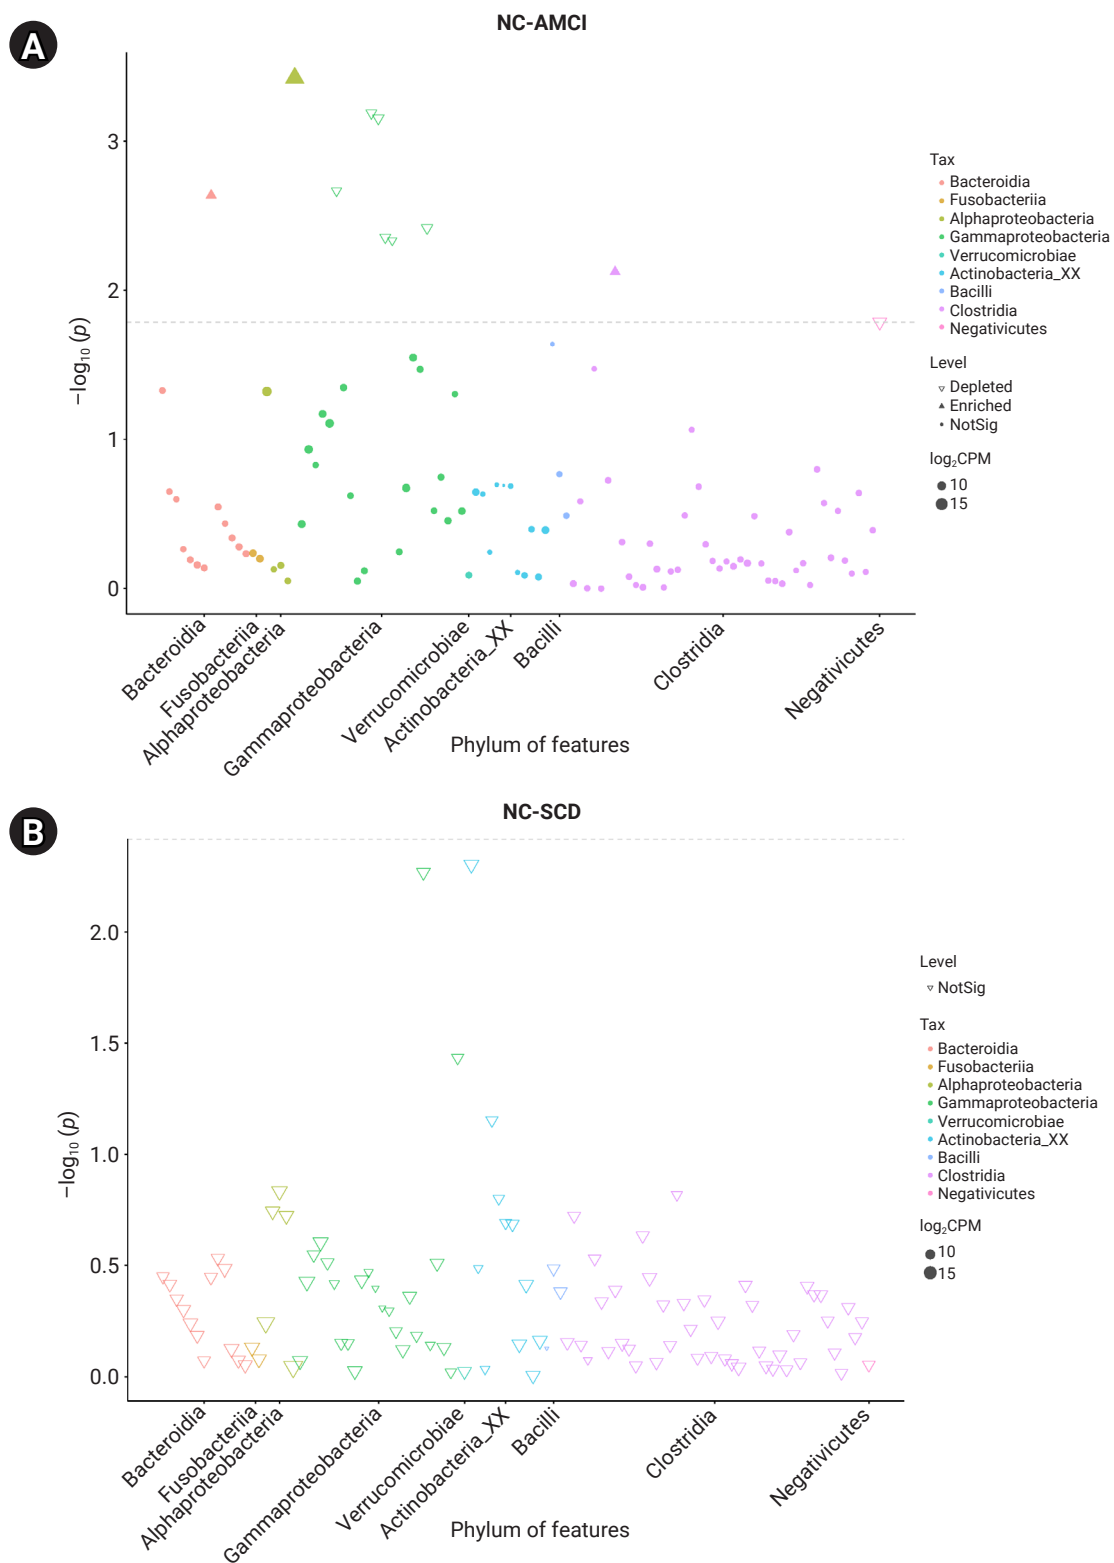 A
NC-AMCI
3
2
1
0
−log₁₀ (p)
Bacteroidia
Fusobacteriia
Alphaproteobacteria
Gammaproteobacteria
Verrucomicrobiae
Actinobacteria_XX
Bacilli
Clostridia
Negativicutes
Phylum of features
Tax
Bacteroidia
Fusobacteriia
Alphaproteobacteria
Gammaproteobacteria
Verrucomicrobiae
Actinobacteria_XX
Bacilli
Clostridia
Negativicutes
Level
Depleted
Enriched
NotSig
log₂CPM
10
15
B
NC-SCD
2.0
1.5
1.0
0.5
0.0
−log₁₀ (p)
Bacteroidia
Fusobacteriia
Alphaproteobacteria
Gammaproteobacteria
Verrucomicrobiae
Actinobacteria_XX
Bacilli
Clostridia
Negativicutes
Phylum of features
Level
NotSig
Tax
Bacteroidia
Fusobacteriia
Alphaproteobacteria
Gammaproteobacteria
Verrucomicrobiae
Actinobacteria_XX
Bacilli
Clostridia
Negativicutes
log₂CPM
10
15